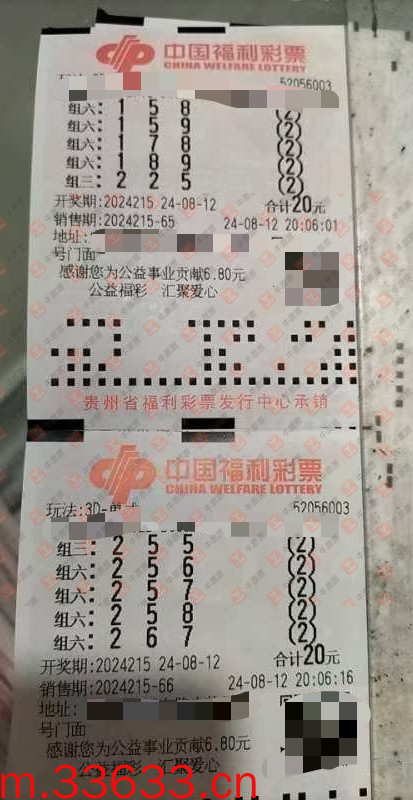 中国福利彩票
CHINA WELFARE LOTTERY
52056003
组六: 1 5 8 (2)
组六: 1 5 9 (2)
组六: 1 7 8 (2)
组六: 1 8 9 (2)
组三: 2 2 5 (2)
开奖期:2024215 24-08-12 合计20元
销售期:2024215-65 24-08-12 20:06:01
地址:
号门面
感谢您为公益事业贡献6.80元
公益福彩 汇聚爱心
贵州省福利彩票发行中心承销
中国福利彩票
CHINA WELFARE LOTTERY
玩法:3D-单式 52056003
组三: 2 5 5 (2)
组六: 2 5 6 (2)
组六: 2 5 7 (2)
组六: 2 5 8 (2)
组六: 2 6 7 (2)
开奖期:2024215 24-08-12 合计20元
销售期:2024215-66 24-08-12 20:06:16
地址:
号门面
感谢您为公益事业贡献6.80元
公益福彩 汇聚爱心
m.33633.cn